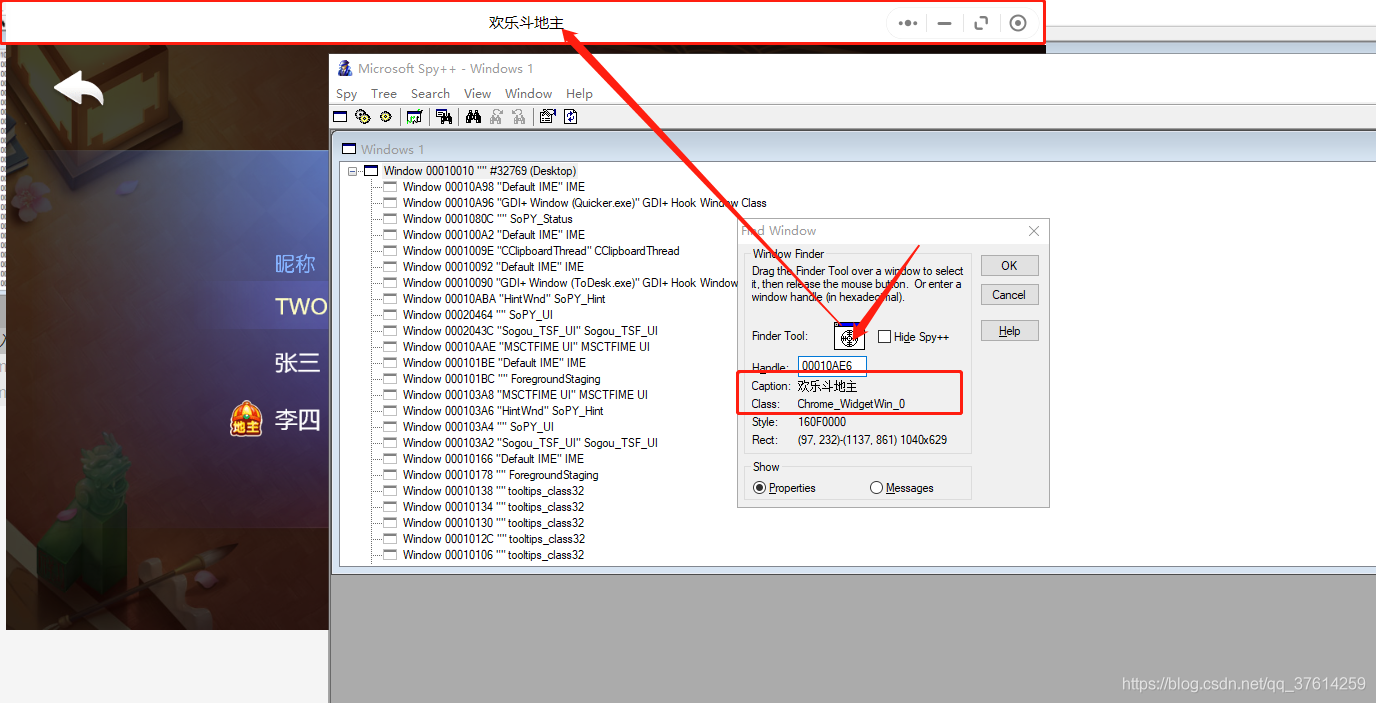 欢乐斗地主
Microsoft Spy++ - Windows 1
Spy Tree Search View Window Help
Windows 1
Window 00010010 "" #32769 (Desktop)
Window 00010A98 "Default IME" IME
Window 00010A96 "GDI+ Window (Quicker.exe)" GDI+ Hook Window Class
Window 0001080C "" SoPY_Status
Window 000100A2 "Default IME" IME
Window 0001009E "CClipboardThread" CClipboardThread
Window 00010092 "Default IME" IME
Window 00010090 "GDI+ Window (ToDesk.exe)" GDI+ Hook Window
Window 00010ABA "HintWnd" SoPY_Hint
Window 00020464 "" SoPY_UI
Window 0002043C "Sogou_TSF_UI" Sogou_TSF_UI
Window 00010AAE "MSCTFIME UI" MSCTFIME UI
Window 000101BE "Default IME" IME
Window 000101BC "" ForegroundStaging
Window 000103A8 "MSCTFIME UI" MSCTFIME UI
Window 000103A6 "HintWnd" SoPY_Hint
Window 000103A4 "" SoPY_UI
Window 000103A2 "Sogou_TSF_UI" Sogou_TSF_UI
Window 00010166 "Default IME" IME
Window 00010178 "" ForegroundStaging
Window 00010138 "" tooltips_class32
Window 00010134 "" tooltips_class32
Window 00010130 "" tooltips_class32
Window 0001012C "" tooltips_class32
Window 00010106 "" tooltips_class32
Find Window
Window Finder
Drag the Finder Tool over a window to select
it, then release the mouse button. Or enter a
window handle (in hexadecimal).
Finder Tool:
Hide Spy++
Handle: 00010AE6
Caption: 欢乐斗地主
Class: Chrome_WidgetWin_0
Style: 160F0000
Rect: (97, 232)-(1137, 861) 1040x629
Show
Properties
Messages
OK
Cancel
Help
昵称
TWO
张三
地主
李四
https://blog.csdn.net/qq_37614259